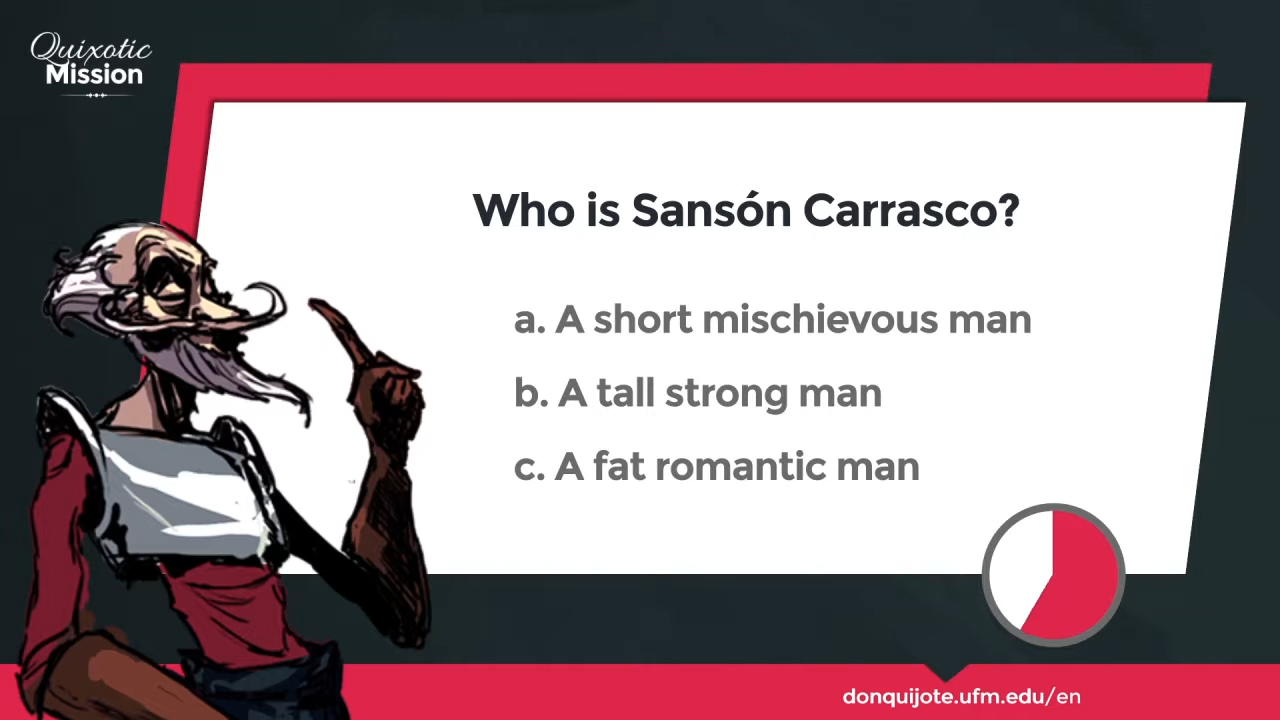 Quixotic
Mission
Who is Sansón Carrasco?
a. A short mischievous man
b. A tall strong man
c. A fat romantic man
donquijote.ufm.edu/en